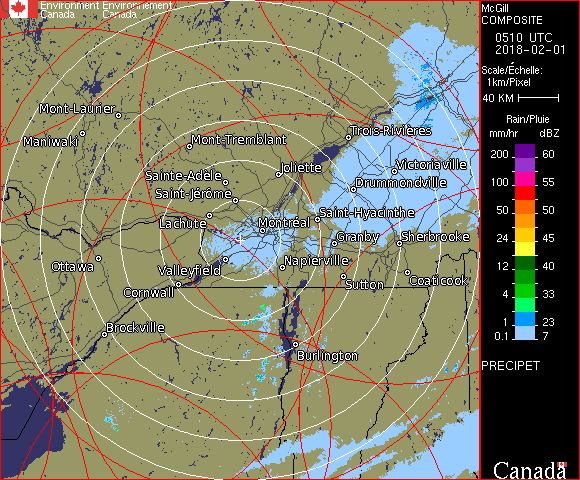 Environment Environnement
Canada Canada
Mont-Laurier
Maniwaki
Mont-Tremblant
Trois-Rivières
Sainte-Adèle
Joliette
Victoriaville
Saint-Jérôme
Drummondville
Lachute
Montréal
Saint-Hyacinthe
Granby
Sherbrooke
Ottawa
Valleyfield
Napierville
Cornwall
Sutton
Coaticook
Brockville
Burlington
McGill
COMPOSITE
0510 UTC
2018-02-01
Scale/Échelle:
1km/Pixel
40 KM
Rain/Pluie
mm/hr dBZ
200 60
55
100 55
50 50
24 45
12 40
4 33
1 23
0.1 7
PRECIPET
Canada